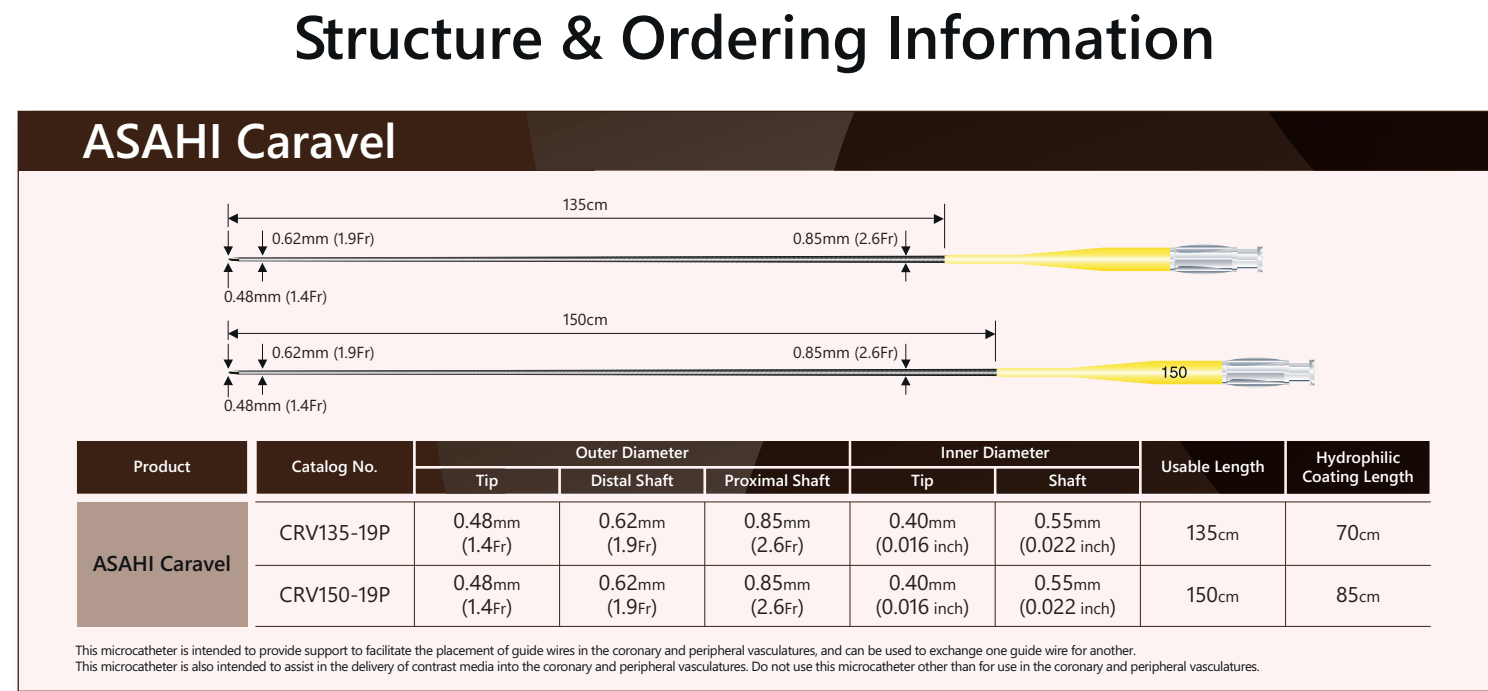 Structure & Ordering Information
ASAHI Caravel
135cm
0.62mm (1.9Fr)
0.85mm (2.6Fr)
0.48mm (1.4Fr)
150cm
0.62mm (1.9Fr)
0.85mm (2.6Fr)
150
0.48mm (1.4Fr)
Product
Catalog No.
Outer Diameter
Inner Diameter
Usable Length
Hydrophilic
Coating Length
Tip
Distal Shaft
Proximal Shaft
Tip
Shaft
ASAHI Caravel
CRV135-19P
0.48mm
(1.4Fr)
0.62mm
(1.9Fr)
0.85mm
(2.6Fr)
0.40mm
(0.016 inch)
0.55mm
(0.022 inch)
135cm
70cm
CRV150-19P
0.48mm
(1.4Fr)
0.62mm
(1.9Fr)
0.85mm
(2.6Fr)
0.40mm
(0.016 inch)
0.55mm
(0.022 inch)
150cm
85cm
This microcatheter is intended to provide support to facilitate the placement of guide wires in the coronary and peripheral vasculatures, and can be used to exchange one guide wire for another.
This microcatheter is also intended to assist in the delivery of contrast media into the coronary and peripheral vasculatures. Do not use this microcatheter other than for use in the coronary and peripheral vasculatures.